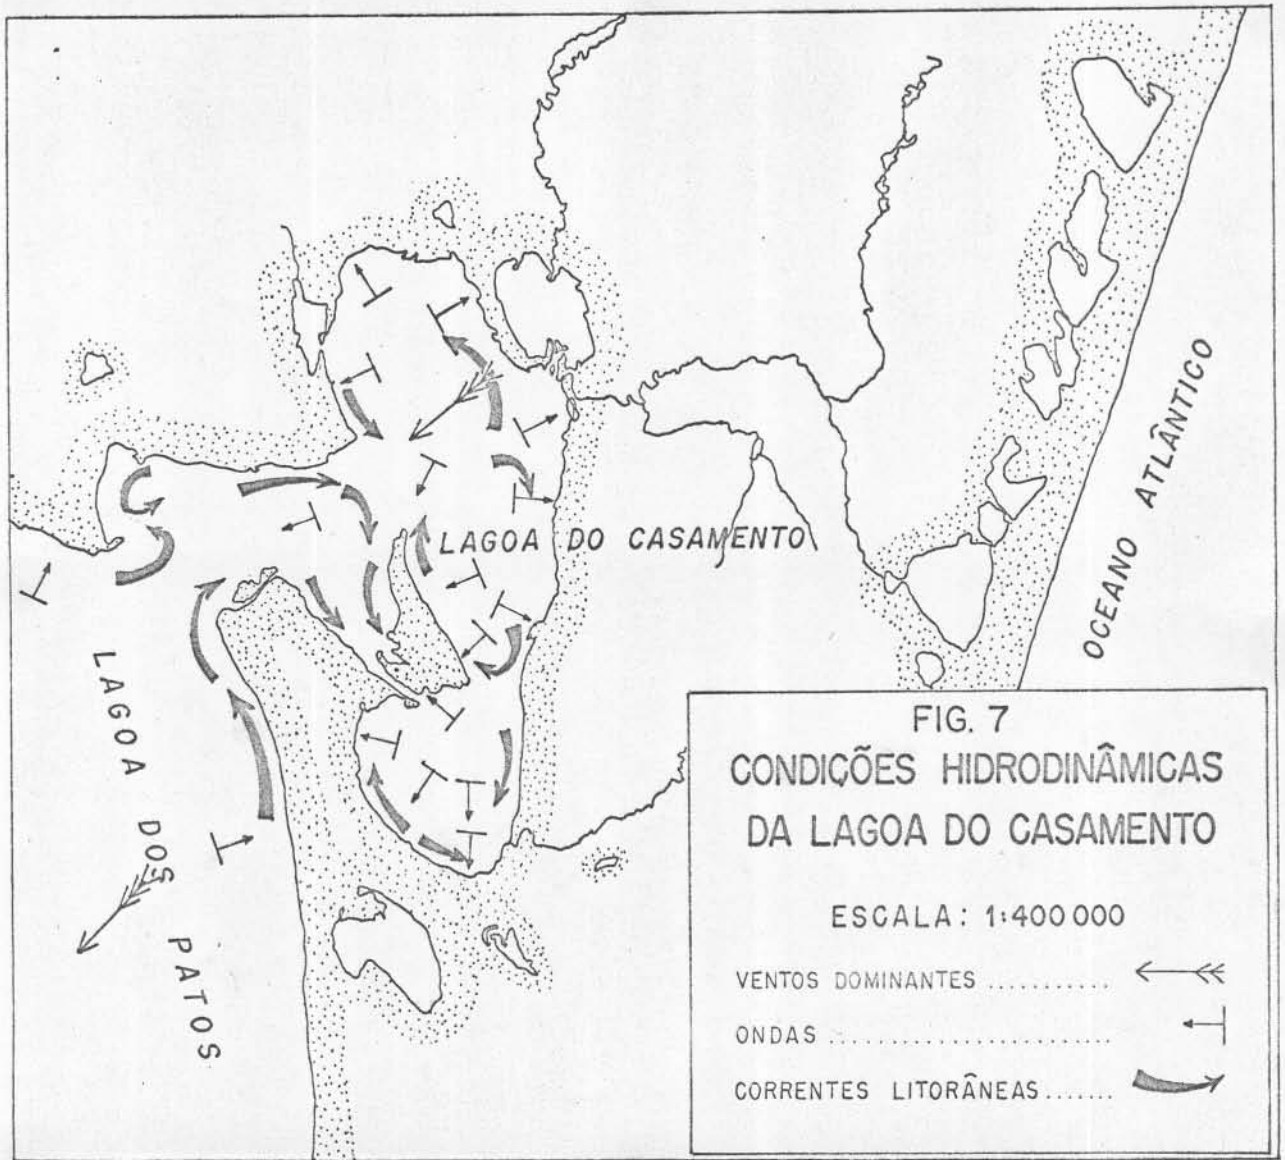 LAGOA DO CASAMENTO
OCEANO ATLÂNTICO
LAGOA DOS PATOS
FIG. 7
CONDIÇÕES HIDRODINÂMICAS
DA LAGOA DO CASAMENTO
ESCALA: 1:400 000
VENTOS DOMINANTES ............
ONDAS ........................
CORRENTES LITORÂNEAS ......